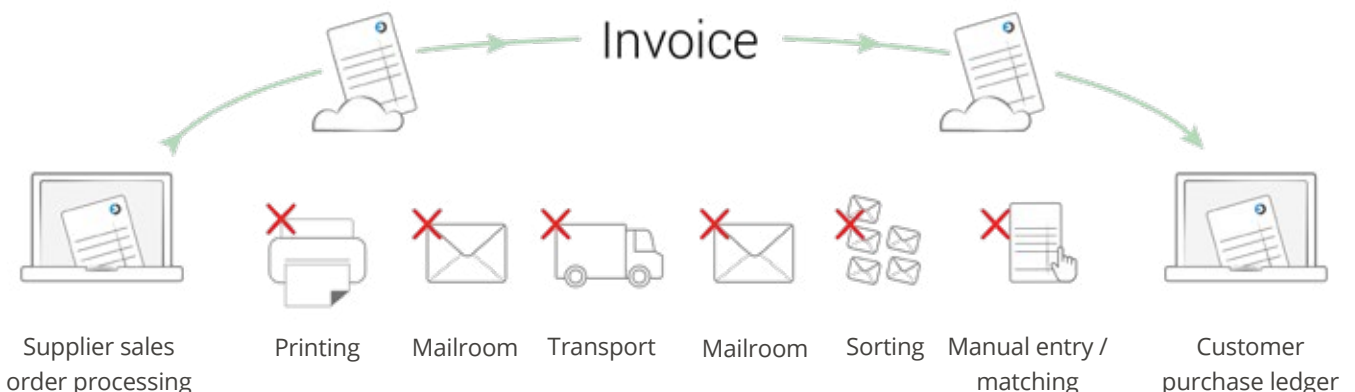 Invoice
Supplier sales
order processing
Printing
Mailroom
Transport
Mailroom
Sorting
Manual entry /
matching
Customer
purchase ledger